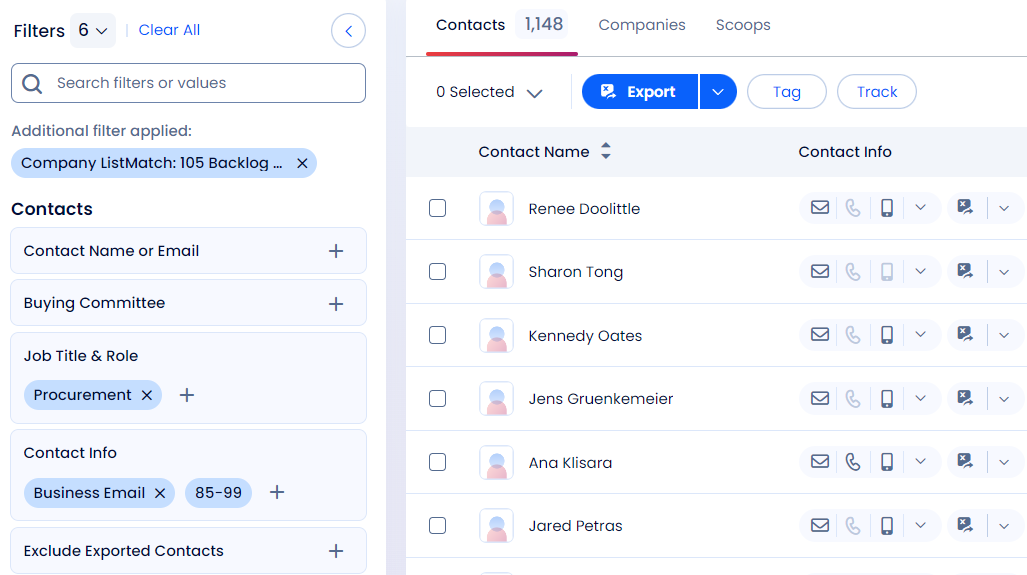 Filters 6 Clear All
Search filters or values
Additional filter applied:
Company ListMatch: 105 Backlog ...
Contacts
Contact Name or Email
Buying Committee
Job Title & Role
Procurement
Contact Info
Business Email 85-99
Exclude Exported Contacts
Contacts 1,148 Companies Scoops
0 Selected Export Tag Track
Contact Name Contact Info
Renee Doolittle
Sharon Tong
Kennedy Oates
Jens Gruenkemeier
Ana Klisara
Jared Petras